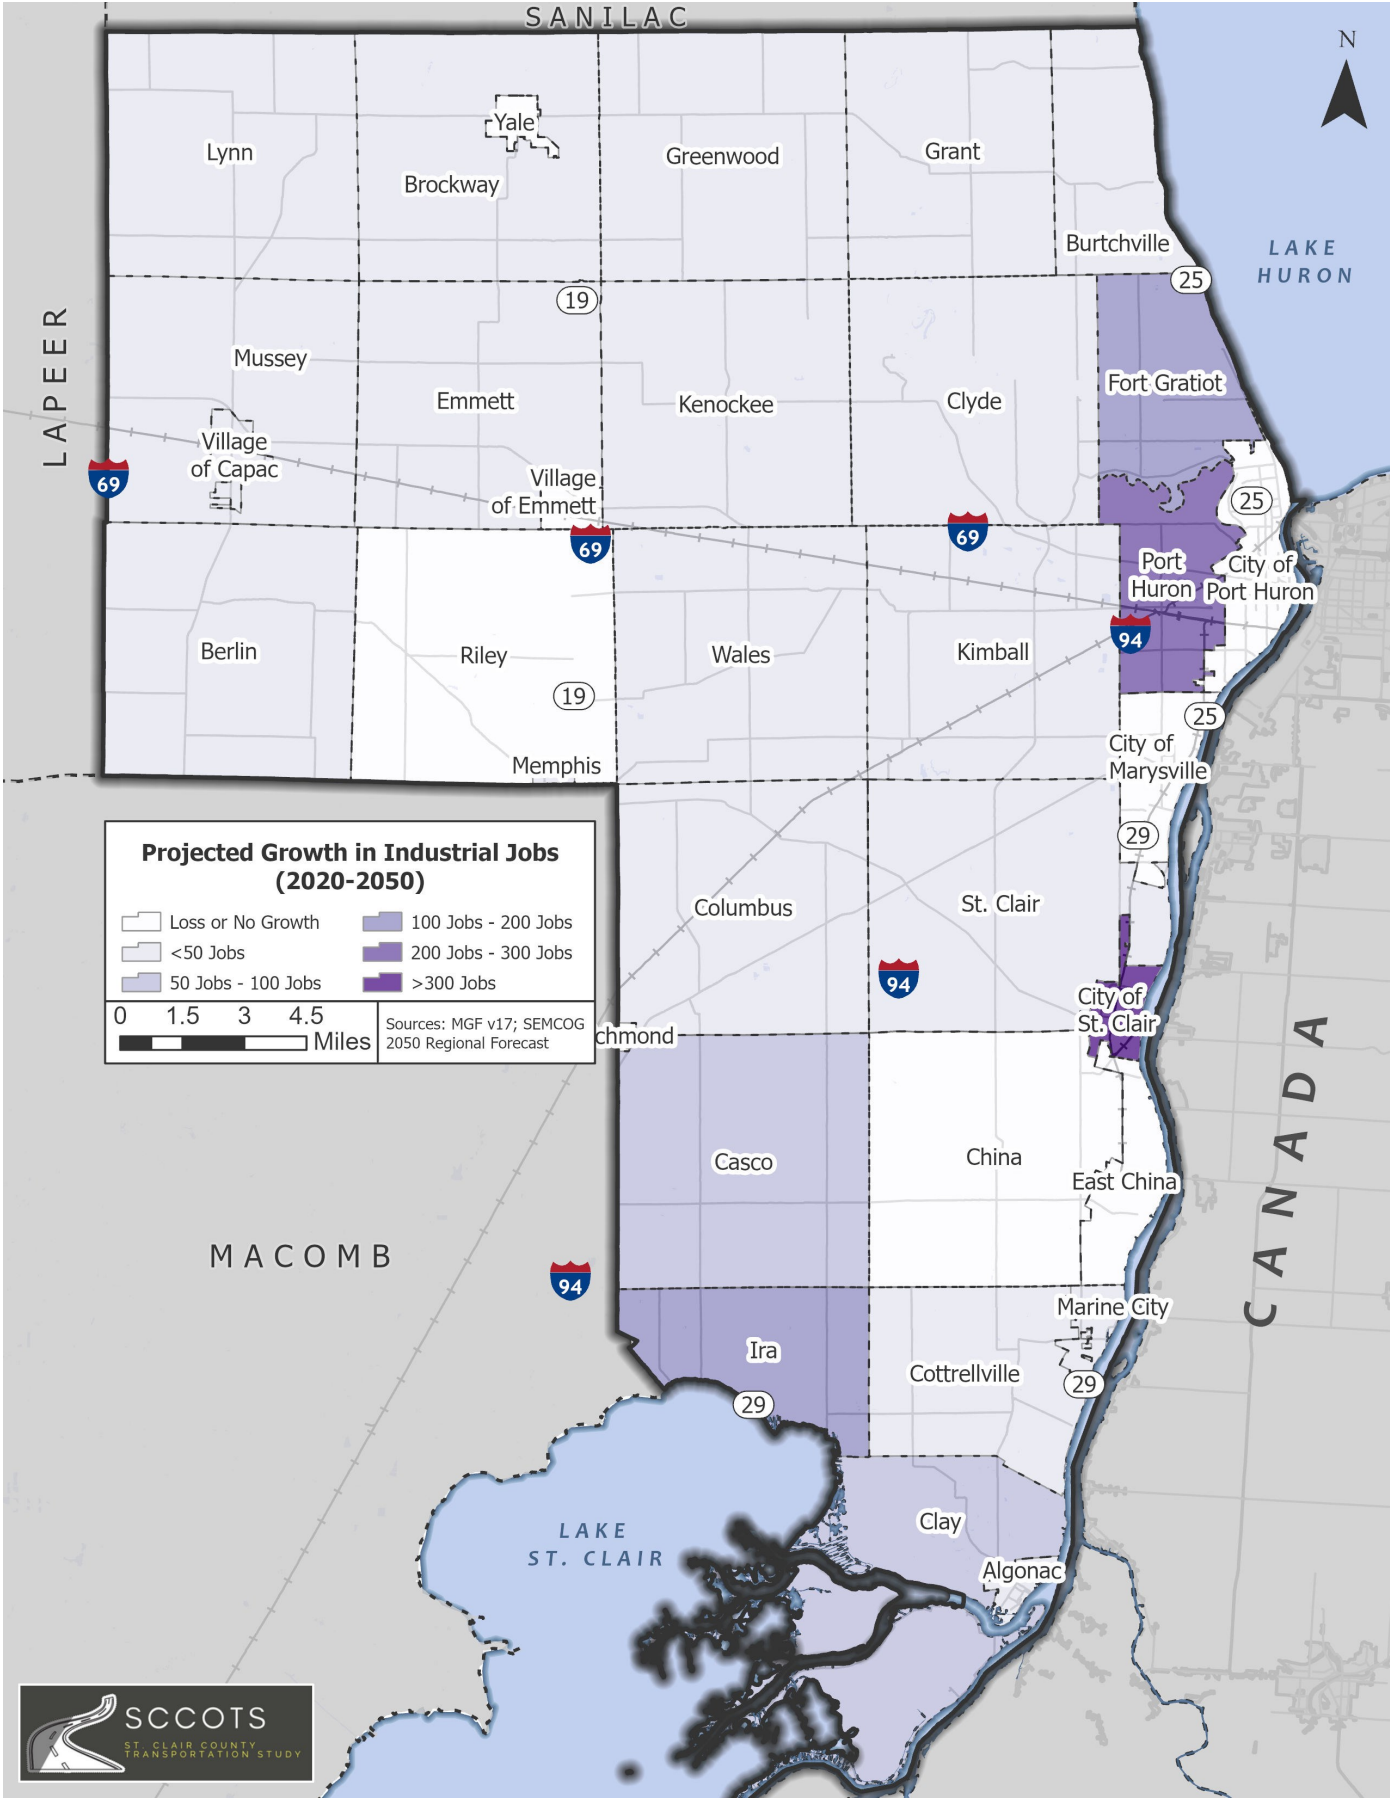 SANILAC
N
Yale
Lynn
Greenwood
Grant
Brockway
Burtchville
LAKE
HURON
25
19
LAPEER
Mussey
Fort Gratiot
Emmett
Kenockee
Clyde
Village
of Capac
69
Village
of Emmett
25
69
69
Port
Huron
City of
Port Huron
94
Berlin
Riley
Wales
Kimball
19
25
City of
Marysville
Memphis
29
Projected Growth in Industrial Jobs
(2020-2050)
Loss or No Growth
<50 Jobs
50 Jobs - 100 Jobs
100 Jobs - 200 Jobs
200 Jobs - 300 Jobs
>300 Jobs
0 1.5 3 4.5
Miles
Sources: MGF v17; SEMCOG
2050 Regional Forecast
Columbus
St. Clair
94
City of
St. Clair
chmond
CANADA
Casco
China
East China
MACOMB
94
Marine City
Ira
Cottrellville
29
29
Clay
LAKE
ST. CLAIR
Algonac
SCCOTS
ST. CLAIR COUNTY
TRANSPORTATION STUDY